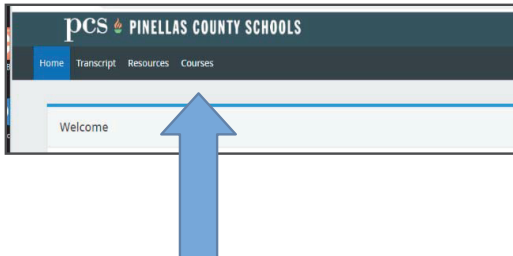 pcs PINELLAS COUNTY SCHOOLS
Home Transcript Resources Courses
Welcome